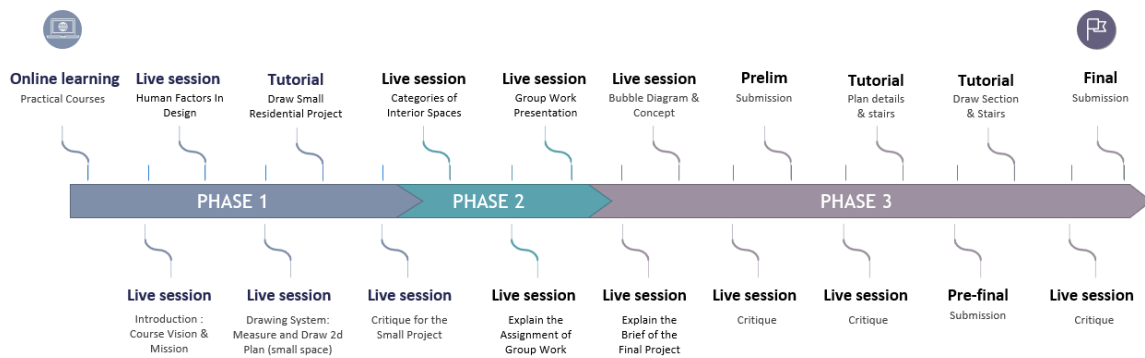 Online learning
Practical Courses
Live session
Human Factors In
Design
Tutorial
Draw Small
Residential Project
Live session
Categories of
Interior Spaces
Live session
Group Work
Presentation
Live session
Bubble Diagram &
Concept
Prelim
Submission
Tutorial
Plan details
& stairs
Tutorial
Draw Section
& Stairs
Final
Submission
PHASE 1
PHASE 2
PHASE 3
Live session
Introduction :
Course Vision &
Mission
Live session
Drawing System:
Measure and Draw 2d
Plan (small space)
Live session
Critique for the
Small Project
Live session
Explain the
Assignment of
Group Work
Live session
Explain the
Brief of the
Final Project
Live session
Critique
Live session
Critique
Pre-final
Submission
Live session
Critique